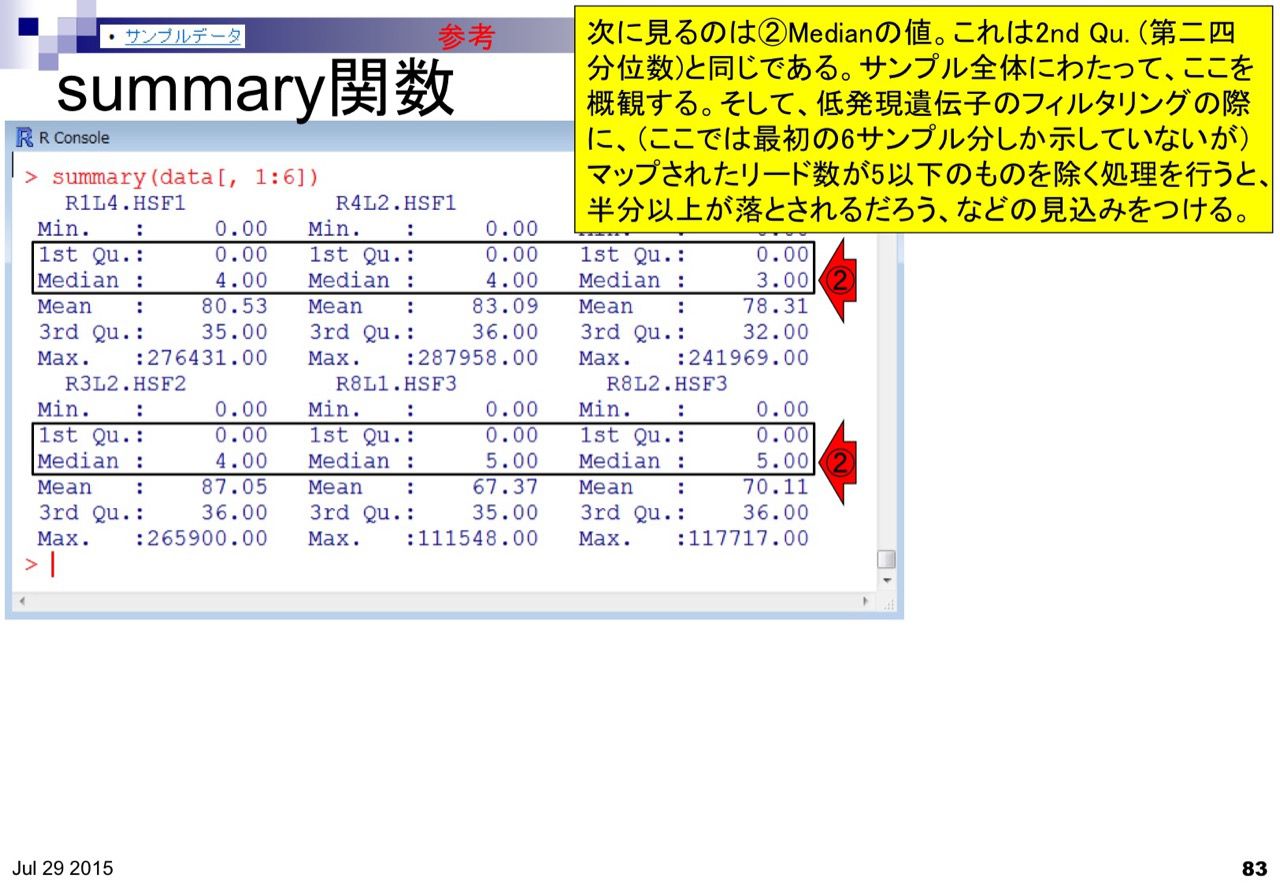 ・ サンプルデータ
参考
summary関数
次に見るのは②Medianの値。これは2nd Qu. (第二四
分位数)と同じである。サンプル全体にわたって、ここを
概観する。そして、低発現遺伝子のフィルタリングの際
に、(ここでは最初の6サンプル分しか示していないが)
マップされたリード数が5以下のものを除く処理を行うと、
半分以上が落とされるだろう、などの見込みをつける。
R Console
> summary(data[, 1:6])
R1L4.HSF1 R4L2.HSF1
Min. : 0.00 Min. : 0.00
1st Qu.: 0.00 1st Qu.: 0.00 1st Qu.: 0.00
Median : 4.00 Median : 4.00 Median : 3.00
②
Mean : 80.53 Mean : 83.09 Mean : 78.31
3rd Qu.: 35.00 3rd Qu.: 36.00 3rd Qu.: 32.00
Max. :276431.00 Max. :287958.00 Max. :241969.00
R3L2.HSF2 R8L1.HSF3 R8L2.HSF3
Min. : 0.00 Min. : 0.00 Min. : 0.00
1st Qu.: 0.00 1st Qu.: 0.00 1st Qu.: 0.00
Median : 4.00 Median : 5.00 Median : 5.00
②
Mean : 87.05 Mean : 67.37 Mean : 70.11
3rd Qu.: 36.00 3rd Qu.: 35.00 3rd Qu.: 36.00
Max. :265900.00 Max. :111548.00 Max. :117717.00
>
Jul 29 2015
83